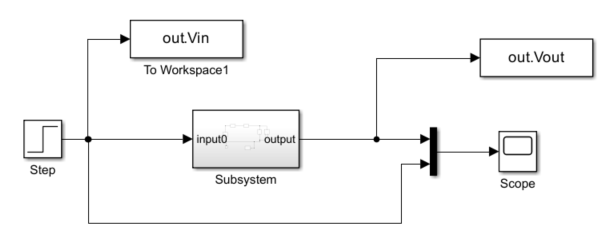 out.Vin
To Workspace1
out.Vout
input0
output
Step
Subsystem
Scope